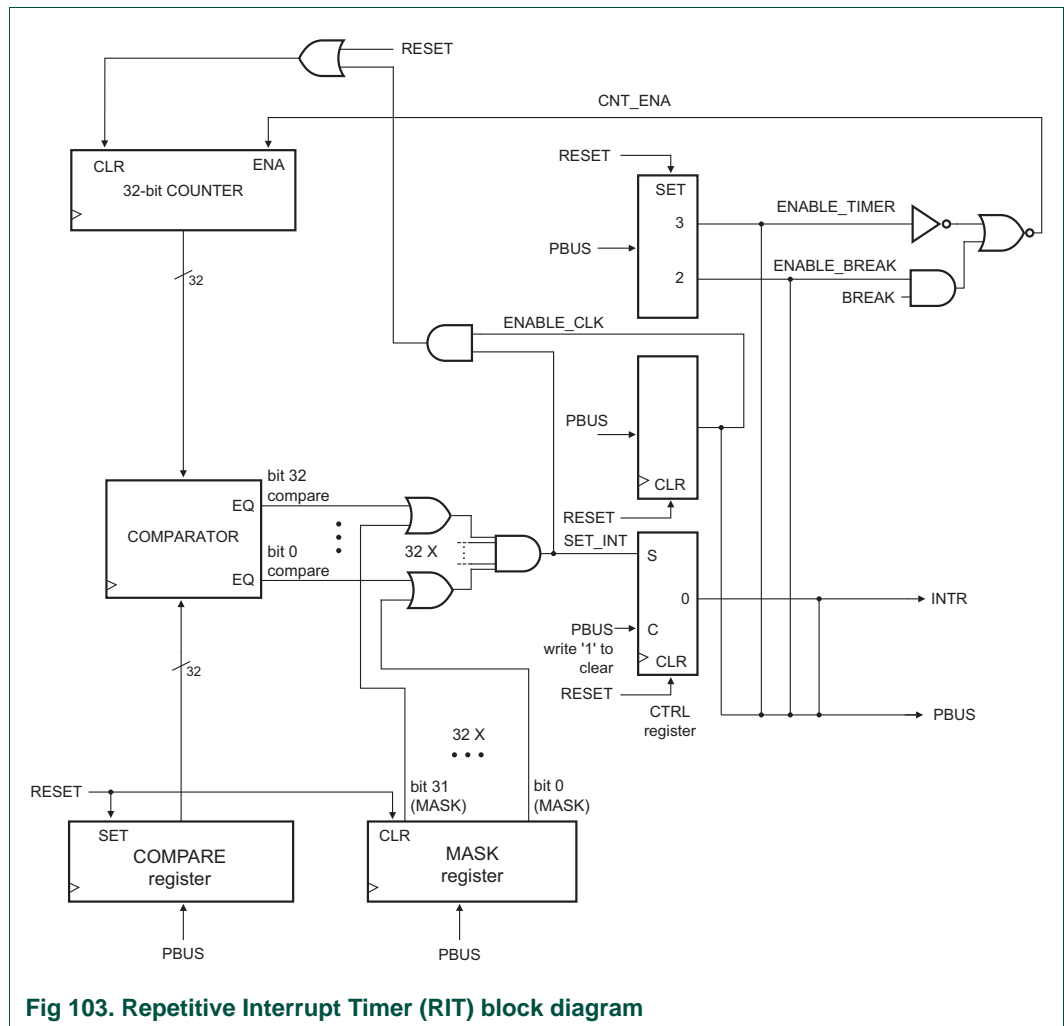 RESET
CNT_ENA
CLR
ENA
32-bit COUNTER
RESET
SET
3
ENABLE_TIMER
PBUS
32
2
ENABLE_BREAK
BREAK
ENABLE_CLK
PBUS
CLR
RESET
bit 32
compare
EQ
COMPARATOR
32 X
bit 0
compare
EQ
SET_INT
S
0
INTR
PBUS
write '1' to
clear
C
CLR
RESET
CTRL
register
PBUS
32
32 X
bit 31
(MASK)
bit 0
(MASK)
RESET
SET
COMPARE
register
CLR
MASK
register
PBUS
PBUS
Fig 103. Repetitive Interrupt Timer (RIT) block diagram